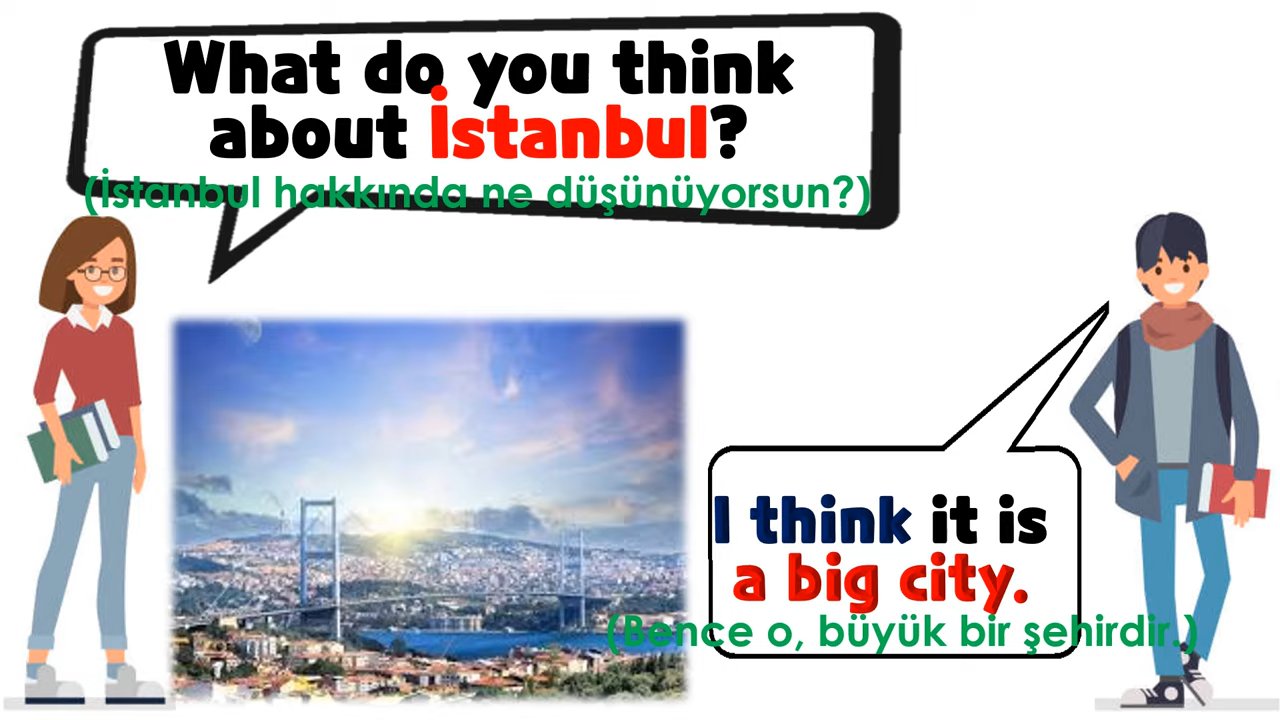 What do you think
about İstanbul?
(İstanbul hakkında ne düşünüyorsun?)
I think it is
a big city.
(Bence o, büyük bir şehirdir.)